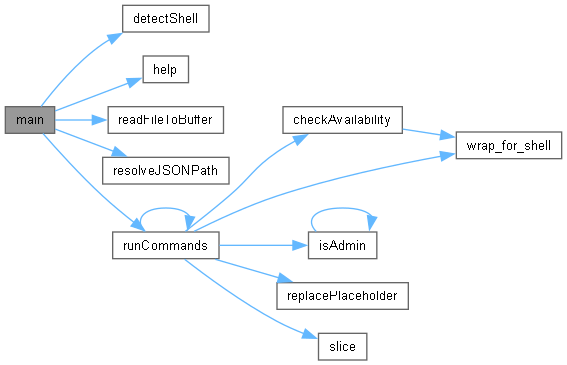 detectShell
help
main
readFileToBuffer
resolveJSONPath
checkAvailability
wrap_for_shell
runCommands
isAdmin
replacePlaceholder
slice